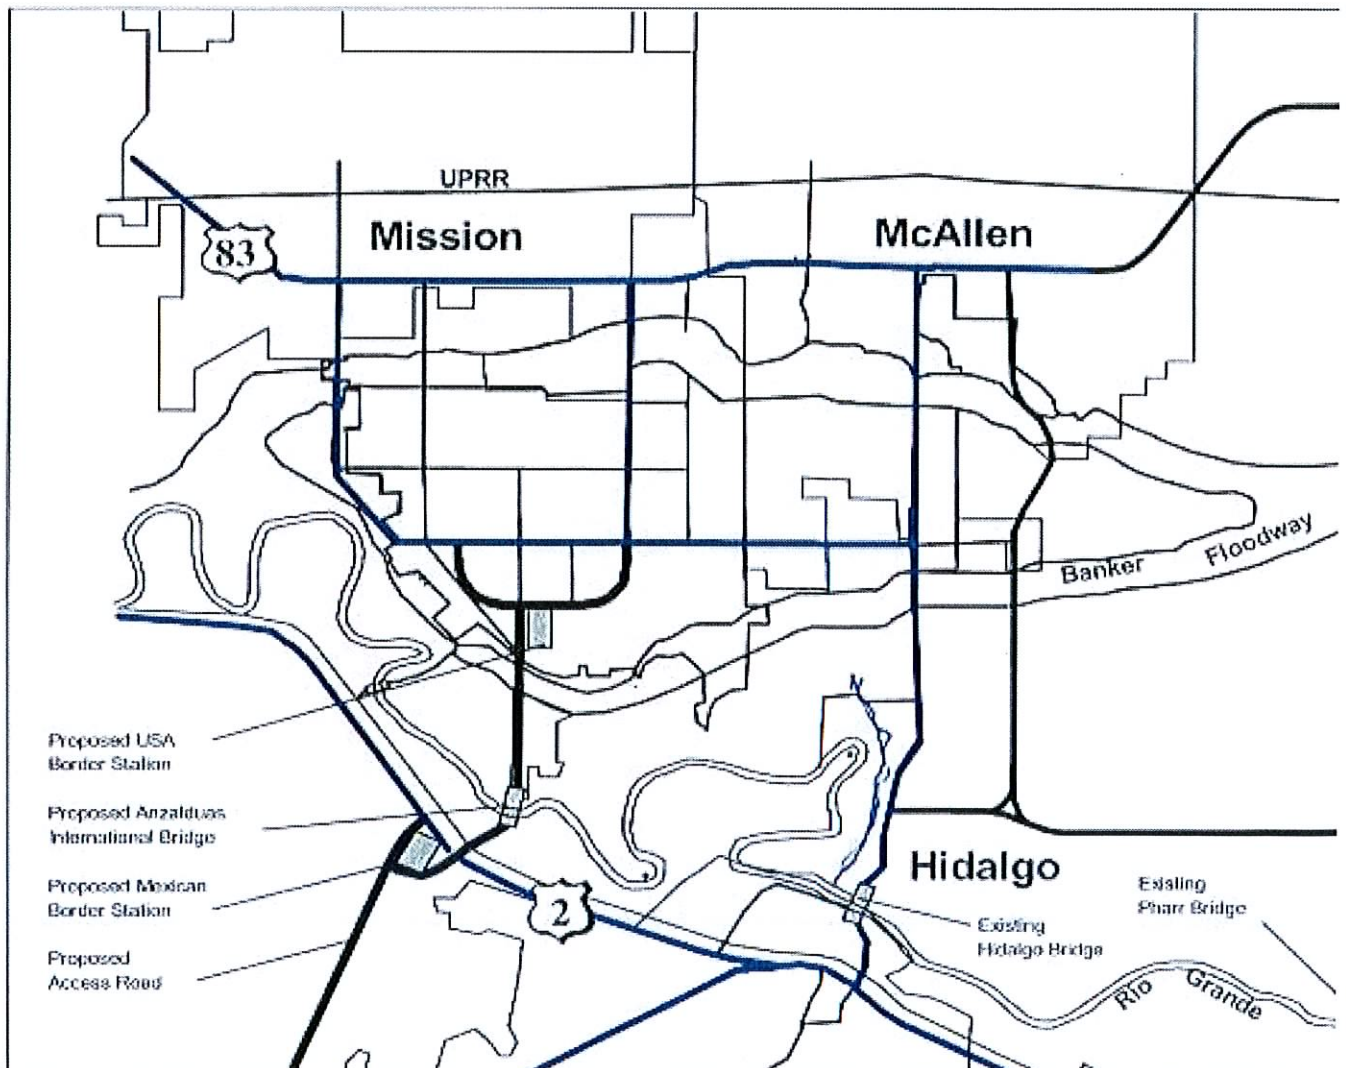 UPRR
Mission
McAllen
83
Banker
Floodway
Proposed USA
Border Station
Proposed Anzalduas
International Bridge
Proposed Mexican
Border Station
Proposed
Access Road
2
Hidalgo
Existing
Hidalgo Bridge
Existing
Pharr Bridge
Rio
Grande